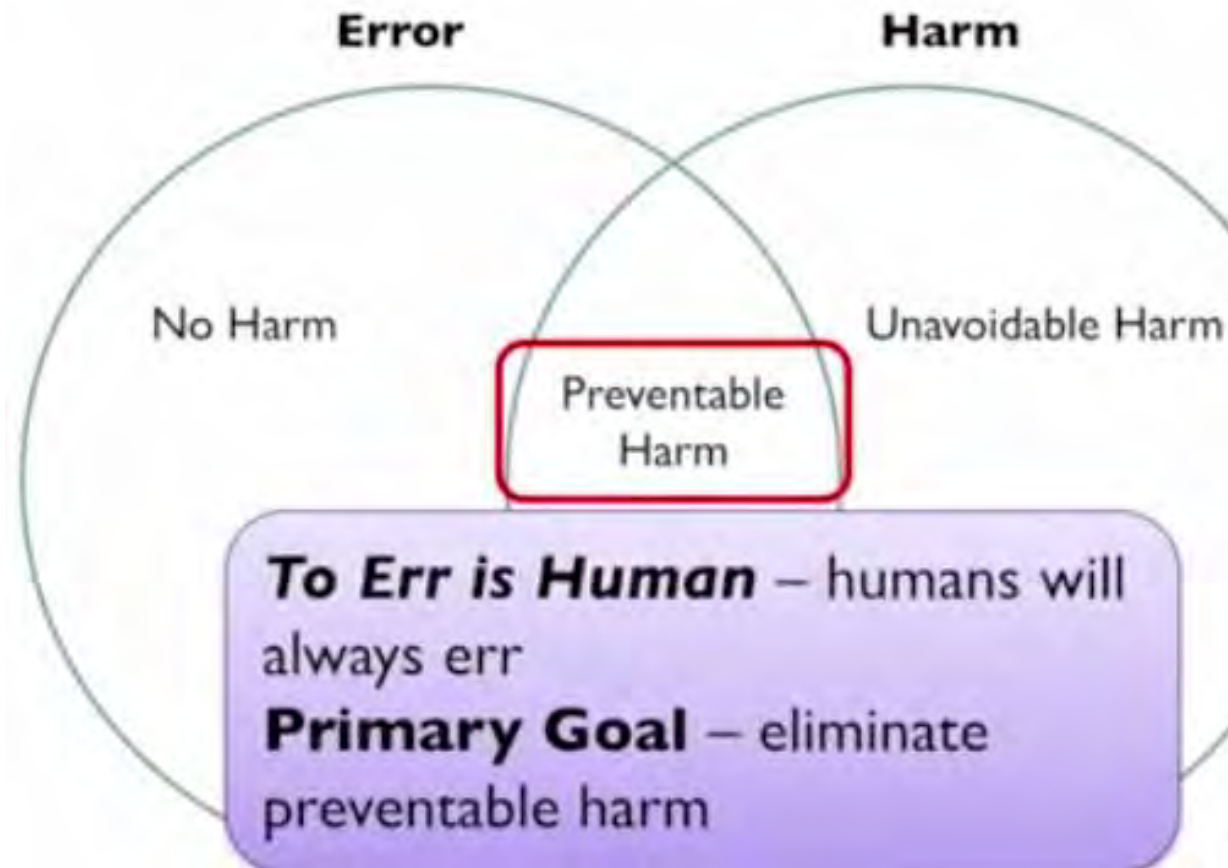 Error
Harm
No Harm
Unavoidable Harm
Preventable
Harm
To Err is Human – humans will
always err
Primary Goal – eliminate
preventable harm